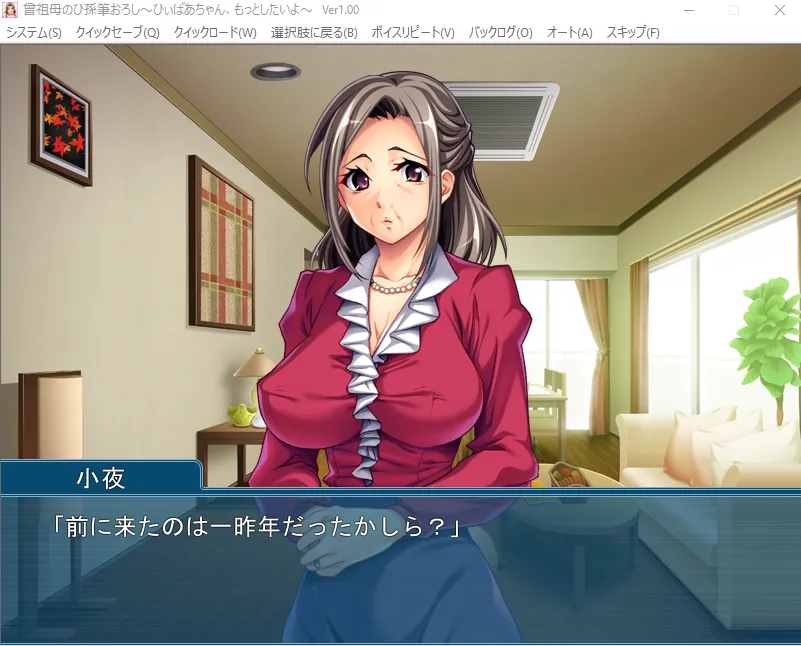 曾祖母のひ孫筆おろし～ひぃばあちゃん、もっとしたいよ～ Ver1.00
システム(S) クイックセーブ(Q) クイックロード(W) 選択肢に戻る(B) ボイスリピート(V) バックログ(O) オート(A) スキップ(F)
小夜
「前に来たのは一昨年だったかしら？」